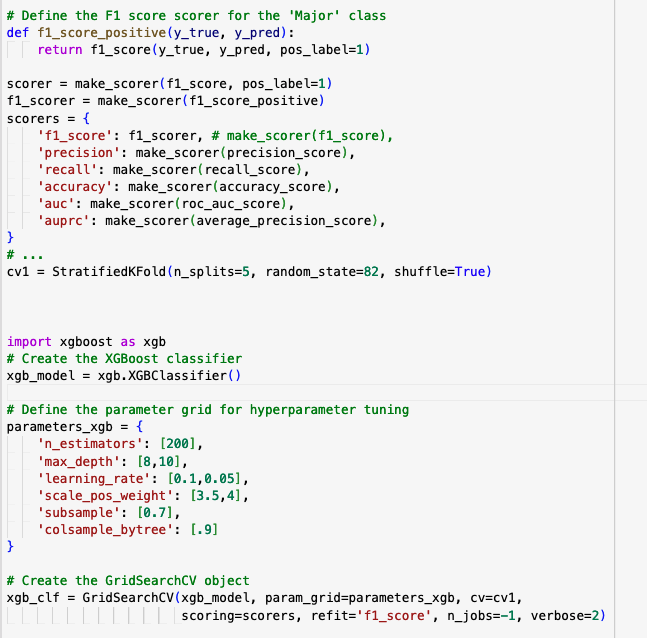 # Define the F1 score scorer for the 'Major' class
def f1_score_positive(y_true, y_pred):
    return f1_score(y_true, y_pred, pos_label=1)

scorer = make_scorer(f1_score, pos_label=1)
f1_scorer = make_scorer(f1_score_positive)
scorers = {
    'f1_score': f1_scorer, # make_scorer(f1_score),
    'precision': make_scorer(precision_score),
    'recall': make_scorer(recall_score),
    'accuracy': make_scorer(accuracy_score),
    'auc': make_scorer(roc_auc_score),
    'auprc': make_scorer(average_precision_score),
}
# ...
cv1 = StratifiedKFold(n_splits=5, random_state=82, shuffle=True)

import xgboost as xgb
# Create the XGBoost classifier
xgb_model = xgb.XGBClassifier()

# Define the parameter grid for hyperparameter tuning
parameters_xgb = {
    'n_estimators': [200],
    'max_depth': [8,10],
    'learning_rate': [0.1,0.05],
    'scale_pos_weight': [3.5,4],
    'subsample': [0.7],
    'colsample_bytree': [.9]
}

# Create the GridSearchCV object
xgb_clf = GridSearchCV(xgb_model, param_grid=parameters_xgb, cv=cv1,
                       scoring=scorers, refit='f1_score', n_jobs=-1, verbose=2)